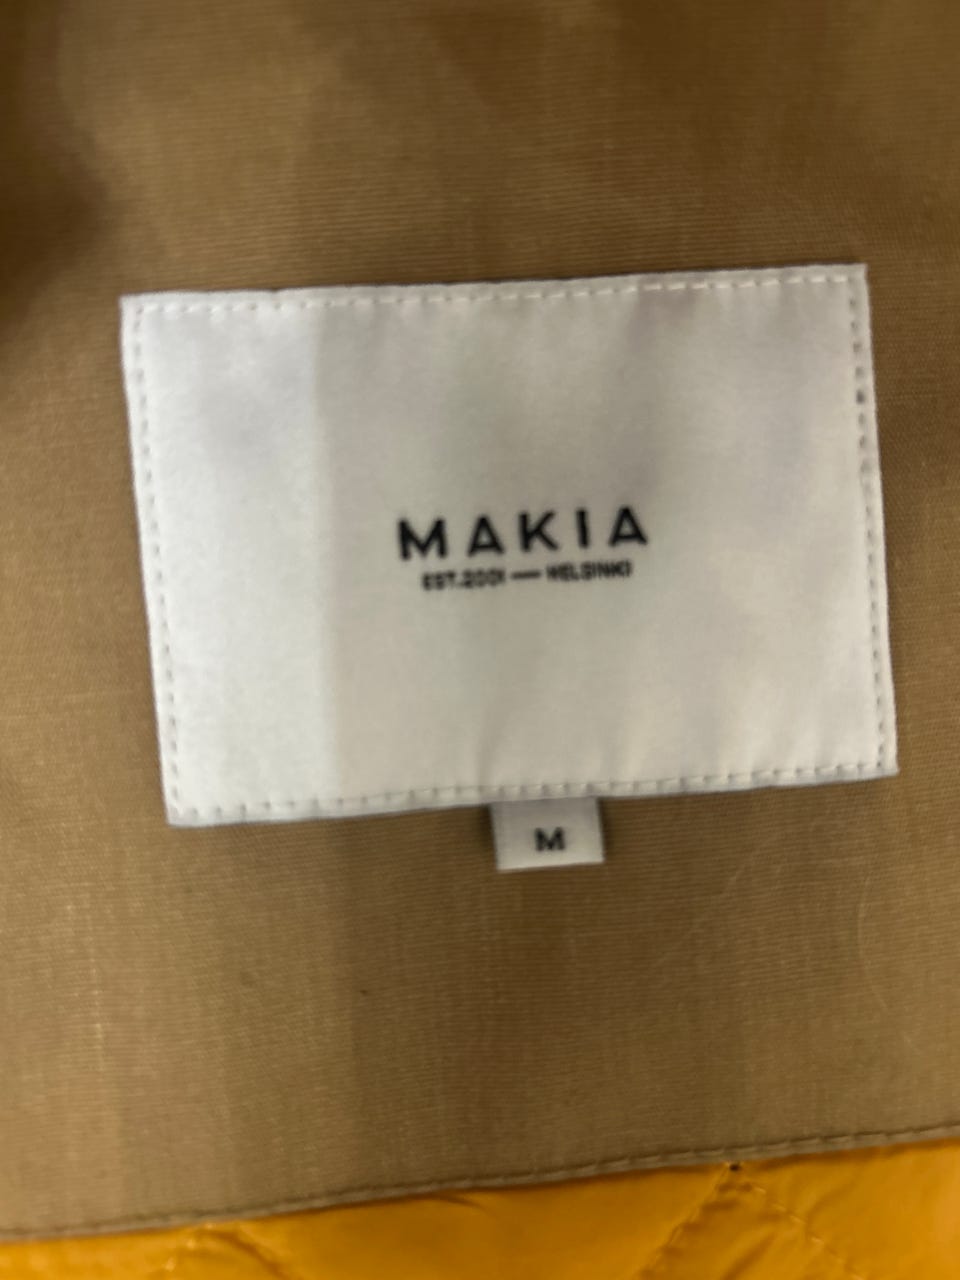 MAKIA
EST.2001 — HELSINKI
M